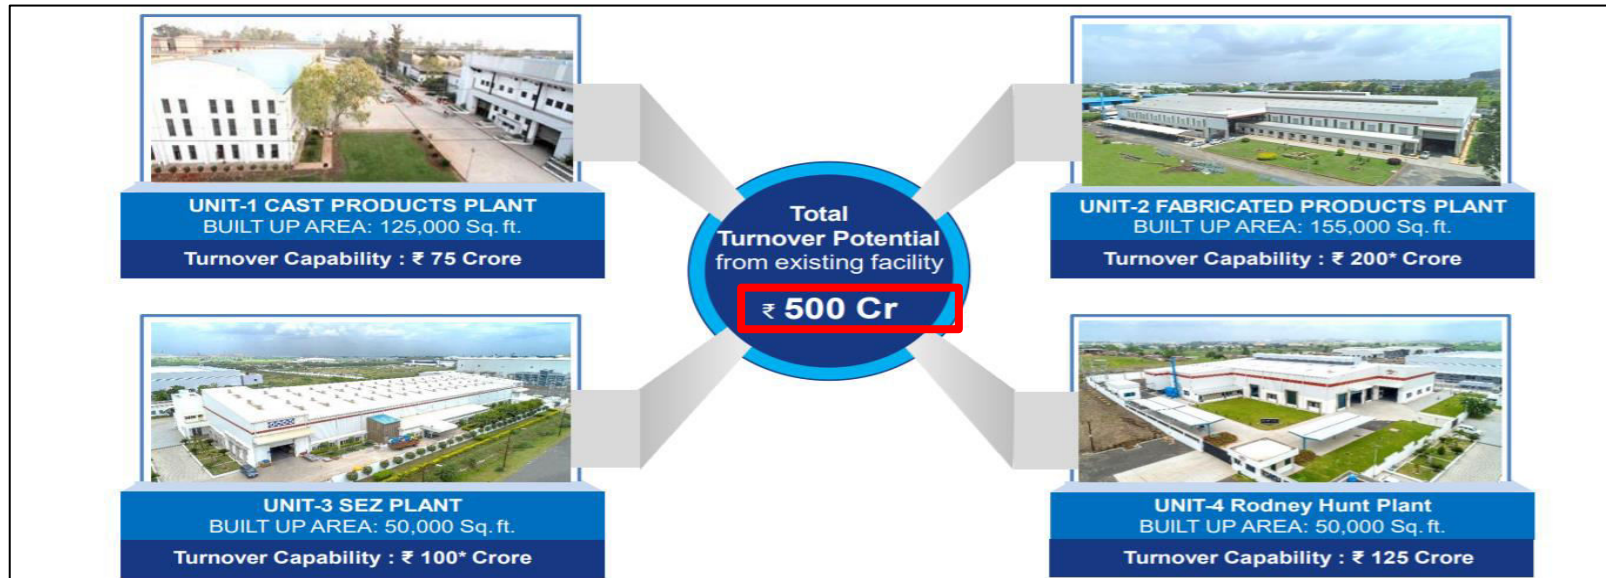 UNIT-1 CAST PRODUCTS PLANT
BUILT UP AREA: 125,000 Sq. ft.
Turnover Capability : ₹ 75 Crore
UNIT-2 FABRICATED PRODUCTS PLANT
BUILT UP AREA: 155,000 Sq. ft.
Turnover Capability : ₹ 200* Crore
Total
Turnover Potential
from existing facility
₹ 500 Cr
UNIT-3 SEZ PLANT
BUILT UP AREA: 50,000 Sq. ft.
Turnover Capability : ₹ 100* Crore
UNIT-4 Rodney Hunt Plant
BUILT UP AREA: 50,000 Sq. ft.
Turnover Capability : ₹ 125 Crore